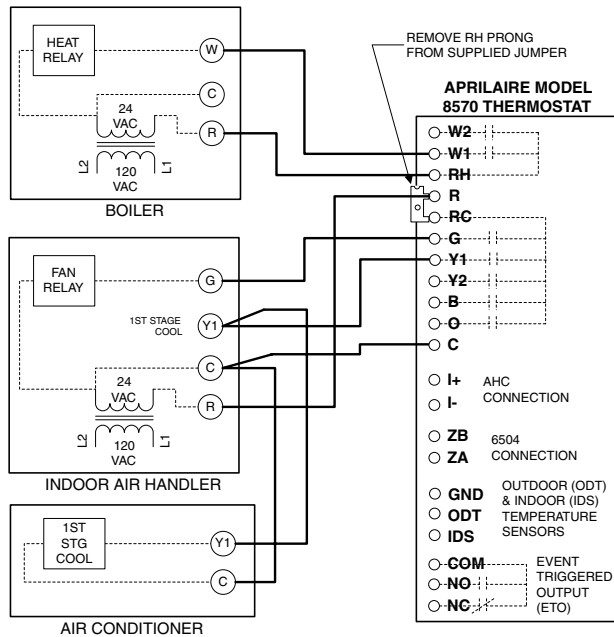 HEAT
RELAY
W
C
R
24
VAC
L2
L1
120
VAC
BOILER
FAN
RELAY
G
1ST STAGE
COOL
Y1
C
R
24
VAC
L2
L1
120
VAC
INDOOR AIR HANDLER
1ST
STG
COOL
Y1
C
AIR CONDITIONER
REMOVE RH PRONG
FROM SUPPLIED JUMPER
APRILAIRE MODEL
8570 THERMOSTAT
W2
W1
RH
R
RC
G
Y1
Y2
B
O
C
I+
I-
AHC
CONNECTION
ZB
ZA
6504
CONNECTION
GND
ODT
IDS
OUTDOOR (ODT)
& INDOOR (IDS)
TEMPERATURE
SENSORS
COM
NO
NC
EVENT
TRIGGERED
OUTPUT
(ETO)